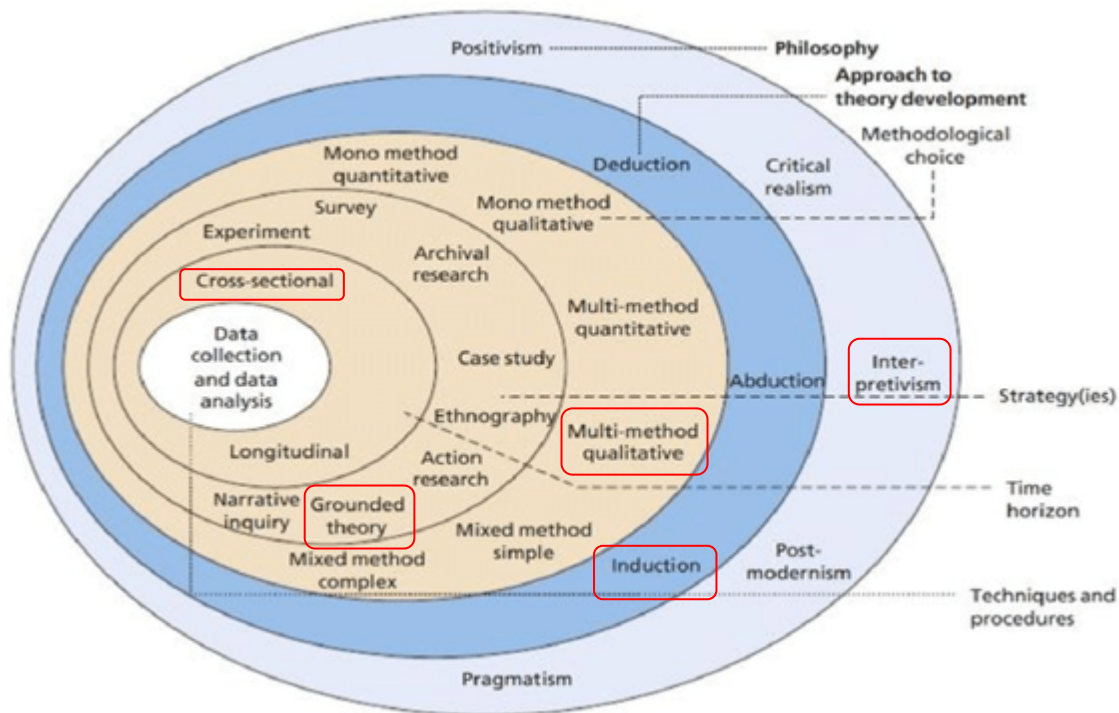 Positivism
Philosophy
Approach to
theory development
Methodological
choice
Mono method
quantitative
Deduction
Critical
realism
Mono method
qualitative
Survey
Experiment
Archival
research
Cross-sectional
Multi-method
quantitative
Data
collection
and data
analysis
Case study
Abduction
Inter-
pretivism
Strategy(ies)
Ethnography
Multi-method
qualitative
Longitudinal
Action
research
Time
horizon
Narrative
inquiry
Grounded
theory
Mixed method
simple
Mixed method
complex
Induction
Post-
modernism
Techniques and
procedures
Pragmatism